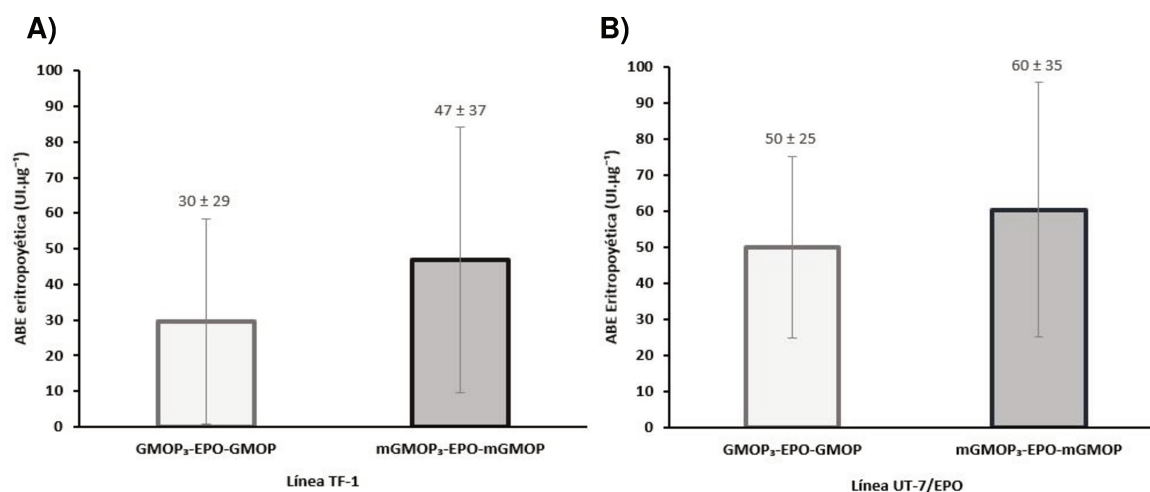 A)
ABE eritropoyética (UI.µg⁻¹)
100
90
80
70
60
50
40
30
20
10
0
30 ± 29
47 ± 37
GMOP₃-EPO-GMOP
mGMOP₃-EPO-mGMOP
Línea TF-1
B)
ABE Eritropoyética (UI.µg⁻¹)
100
90
80
70
60
50
40
30
20
10
0
50 ± 25
60 ± 35
GMOP₃-EPO-GMOP
mGMOP₃-EPO-mGMOP
Línea UT-7/EPO